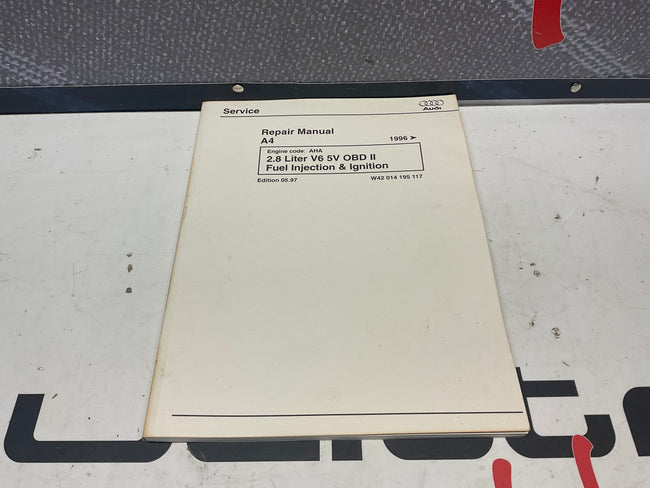 Service
Audi
Repair Manual
A4
1996 ➤
Engine code: AHA
2.8 Liter V6 5V OBD II
Fuel Injection & Ignition
Edition 05.97
W42 014 195 117